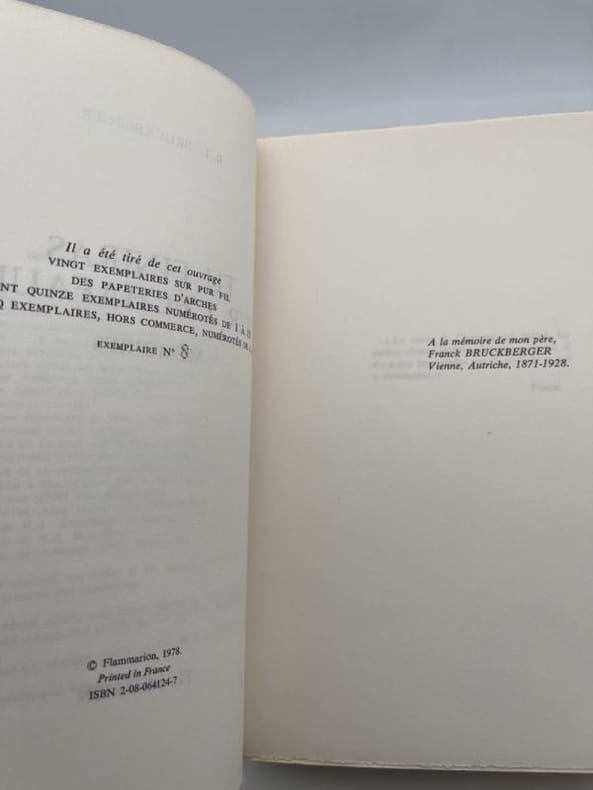 Il a été tiré de cet ouvrage
VINGT EXEMPLAIRES SUR PUR FIL
DES PAPETERIES D'ARCHES
NT QUINZE EXEMPLAIRES NUMÉROTÉS DE 1 À
Q EXEMPLAIRES, HORS COMMERCE, NUMÉROTÉS DE
EXEMPLAIRE N° 8
© Flammarion, 1978.
Printed in France
ISBN 2-08-064124-7
A la mémoire de mon père,
Franck BRUCKBERGER
Vienne, Autriche, 1871-1928.